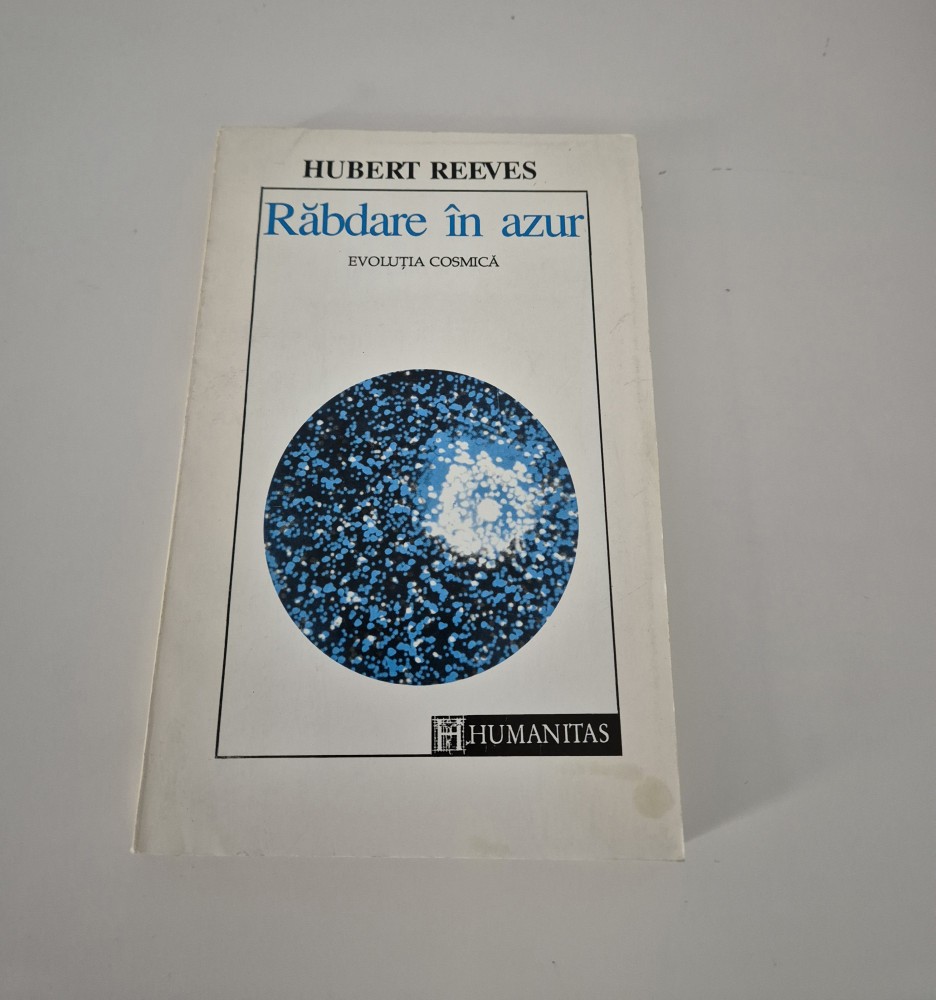 HUBERT REEVES
Răbdare în azur
EVOLUȚIA COSMICĂ
H HUMANITAS